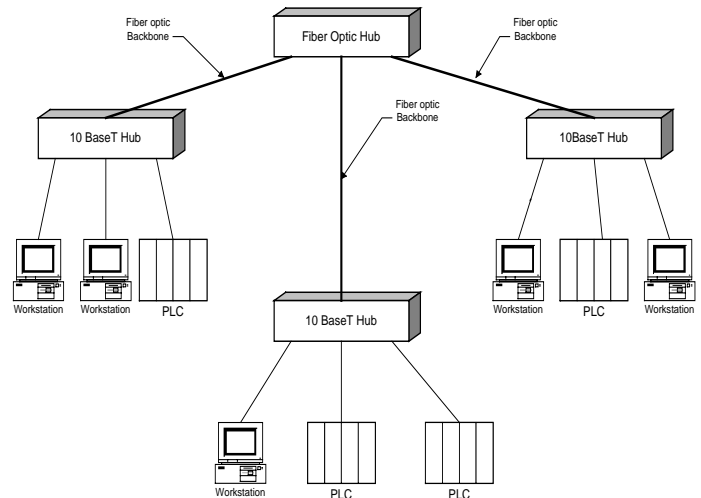 Fiber optic
Backbone
Fiber Optic Hub
Fiber optic
Backbone
Fiber optic
Backbone
10 BaseT Hub
10BaseT Hub
Workstation
Workstation
PLC
Workstation
PLC
Workstation
10 BaseT Hub
Workstation
PLC
PLC